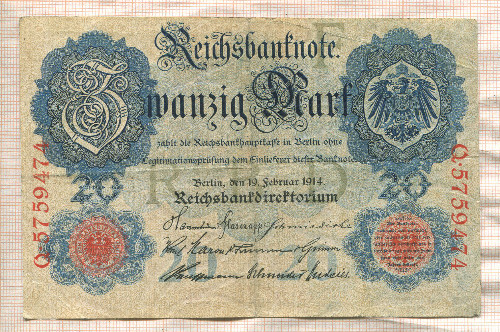 Reichsbanknote.
Zwanzig Mark
zahlt die Reichsbankhauptkasse in Berlin ohne
Legitimationsprüfung dem Einlieferer dieser Banknote
Berlin, den 19. Februar 1914.
Reichsbankdirektorium
20
20
Q·5759474
Q·5759474